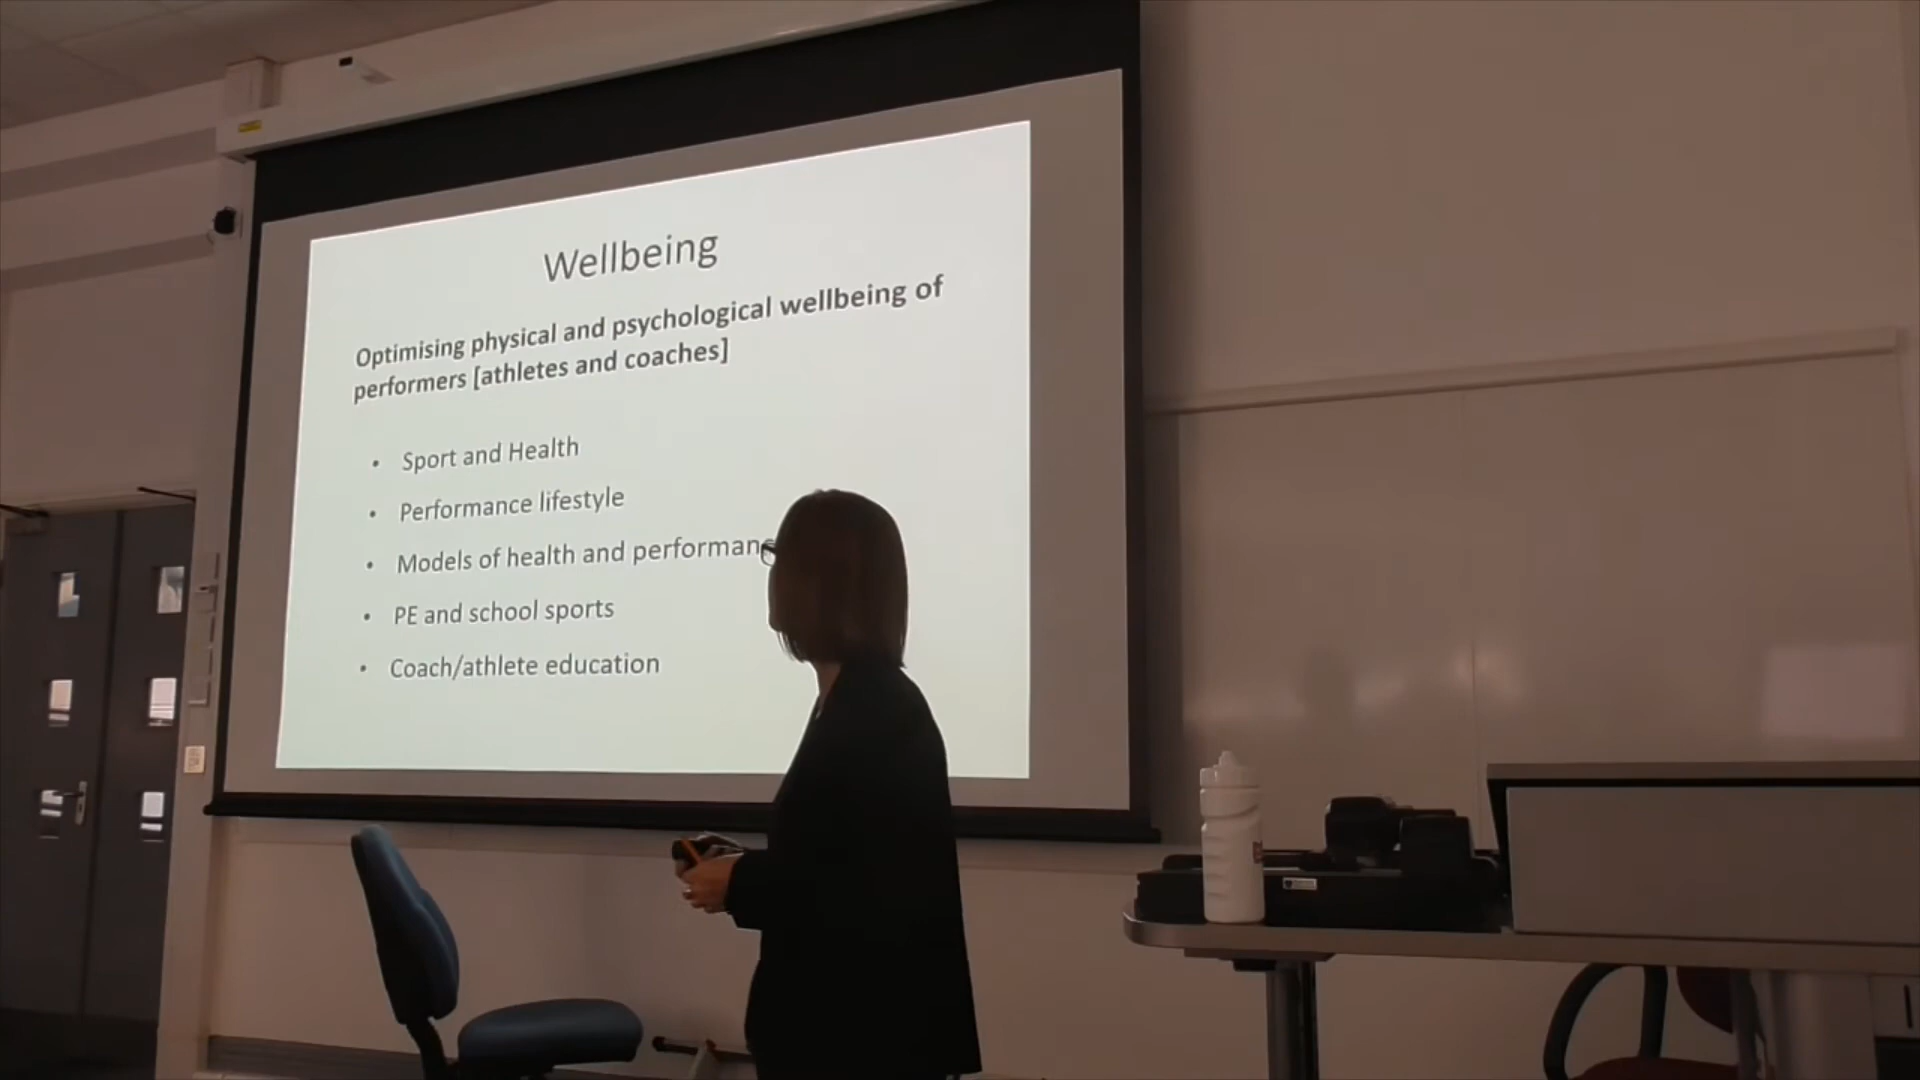 Wellbeing
Optimising physical and psychological wellbeing of
performers [athletes and coaches]
• Sport and Health
• Performance lifestyle
• Models of health and
• PE and school sports
• Coach/athlete education